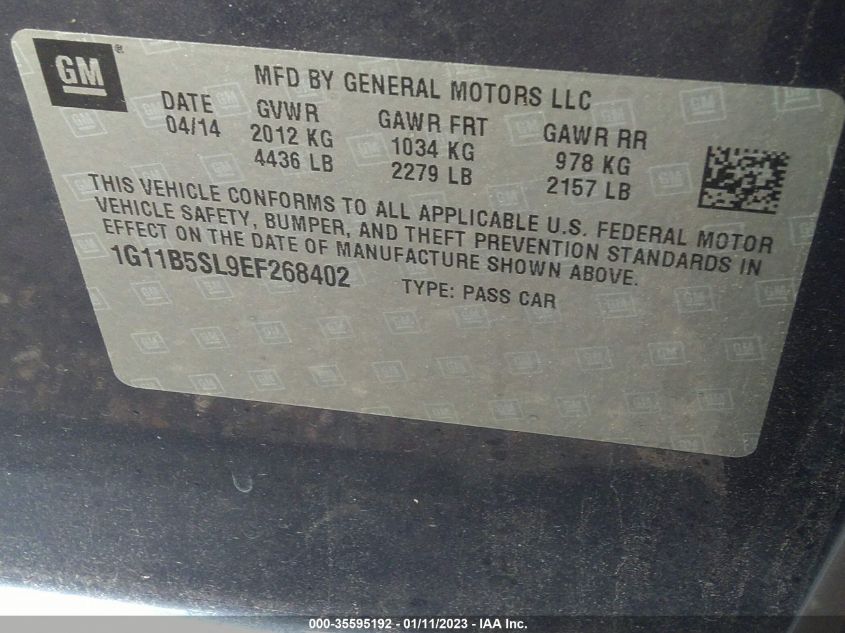 GM ®
MFD BY GENERAL MOTORS LLC
DATE GVWR GAWR FRT GAWR RR
04/14 2012 KG 1034 KG 978 KG
4436 LB 2279 LB 2157 LB
THIS VEHICLE CONFORMS TO ALL APPLICABLE U.S. FEDERAL MOTOR
VEHICLE SAFETY, BUMPER, AND THEFT PREVENTION STANDARDS IN
EFFECT ON THE DATE OF MANUFACTURE SHOWN ABOVE.
1G11B5SL9EF268402 TYPE: PASS CAR
000-35595192 - 01/11/2023 - IAA Inc.